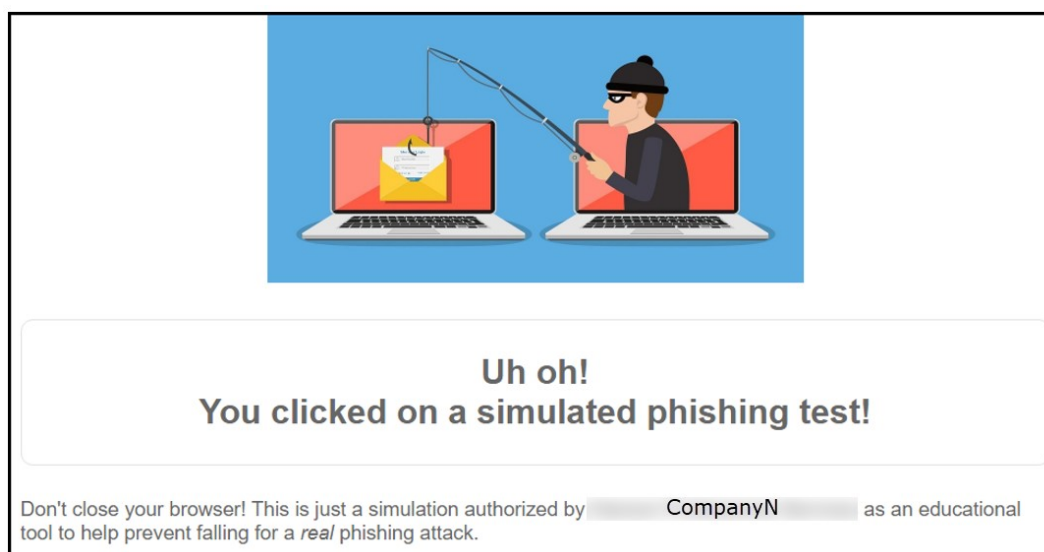 Uh oh!
You clicked on a simulated phishing test!
Don't close your browser! This is just a simulation authorized by CompanyN as an educational
tool to help prevent falling for a real phishing attack.